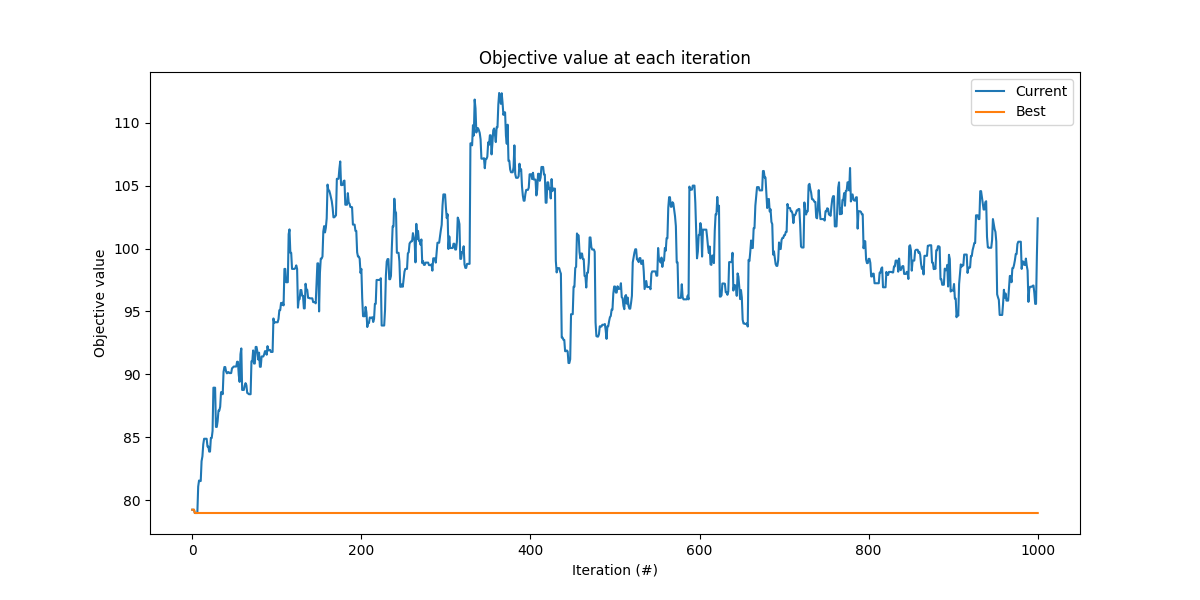 Objective value at each iteration
Current
Best
Objective value
110
105
100
95
90
85
80
0 200 400 600 800 1000
Iteration (#)